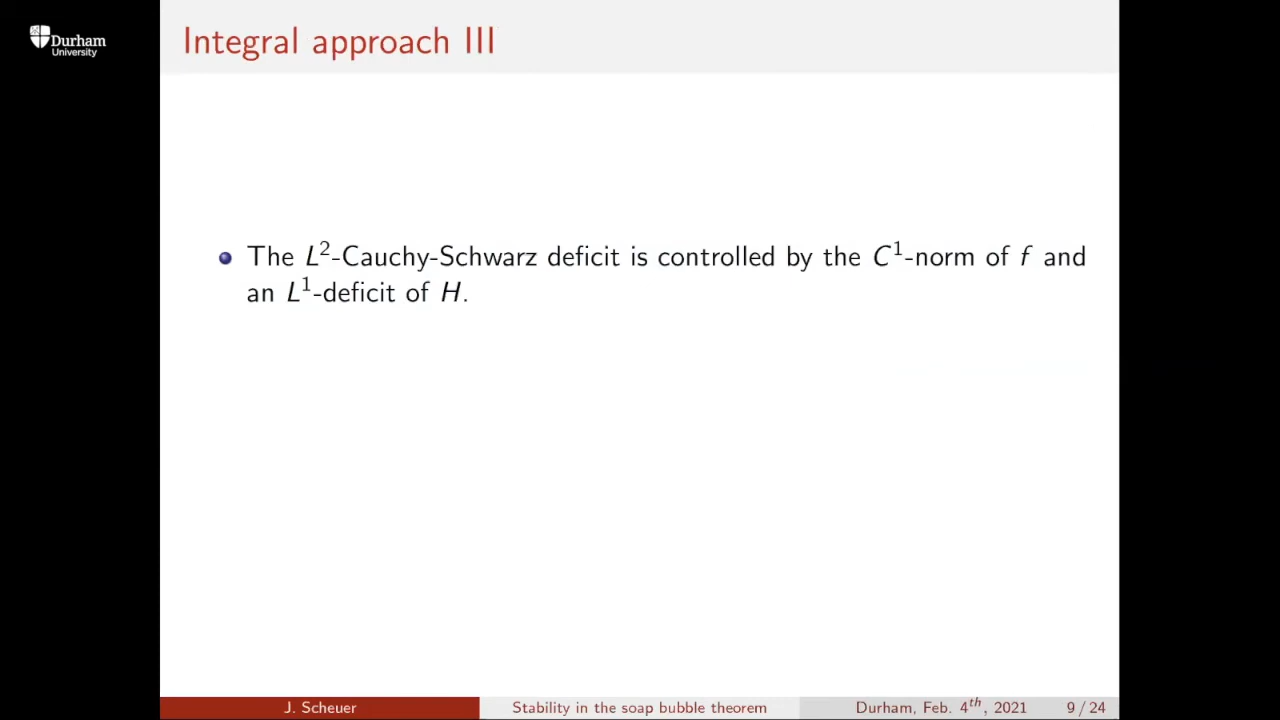 Durham
University
Integral approach III
The L²-Cauchy-Schwarz deficit is controlled by the C¹-norm of f and
an L¹-deficit of H.
J. Scheuer
Stability in the soap bubble theorem
Durham, Feb. 4ᵗʰ, 2021
9 / 24